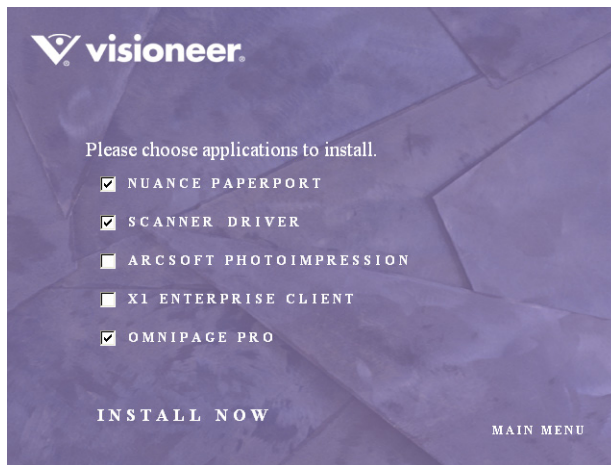 visioneer®
Please choose applications to install.
NUANCE PAPERPORT
SCANNER DRIVER
ARCSOFT PHOTOIMPRESSION
X1 ENTERPRISE CLIENT
OMNIPAGE PRO
INSTALL NOW
MAIN MENU